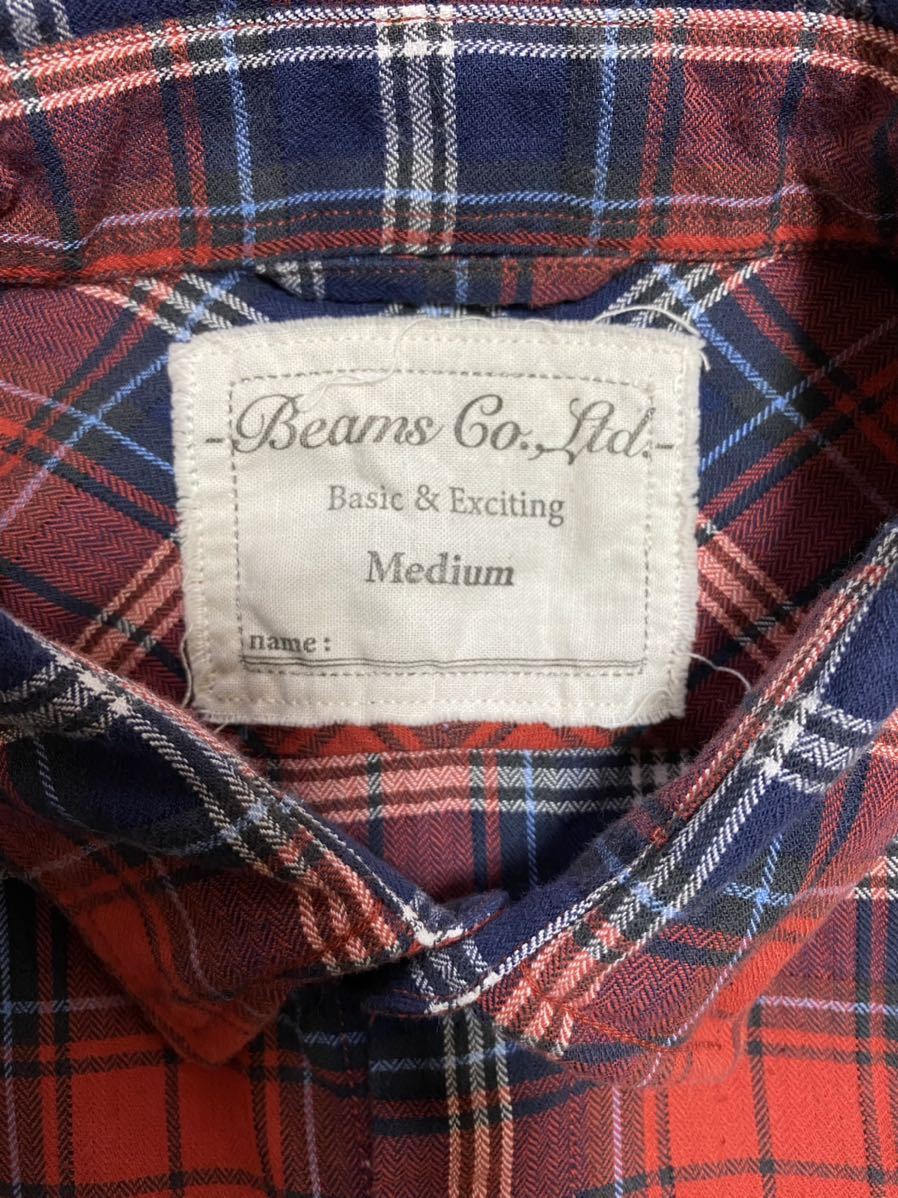 -Beams Co.,Ltd.-
Basic & Exciting
Medium
name :